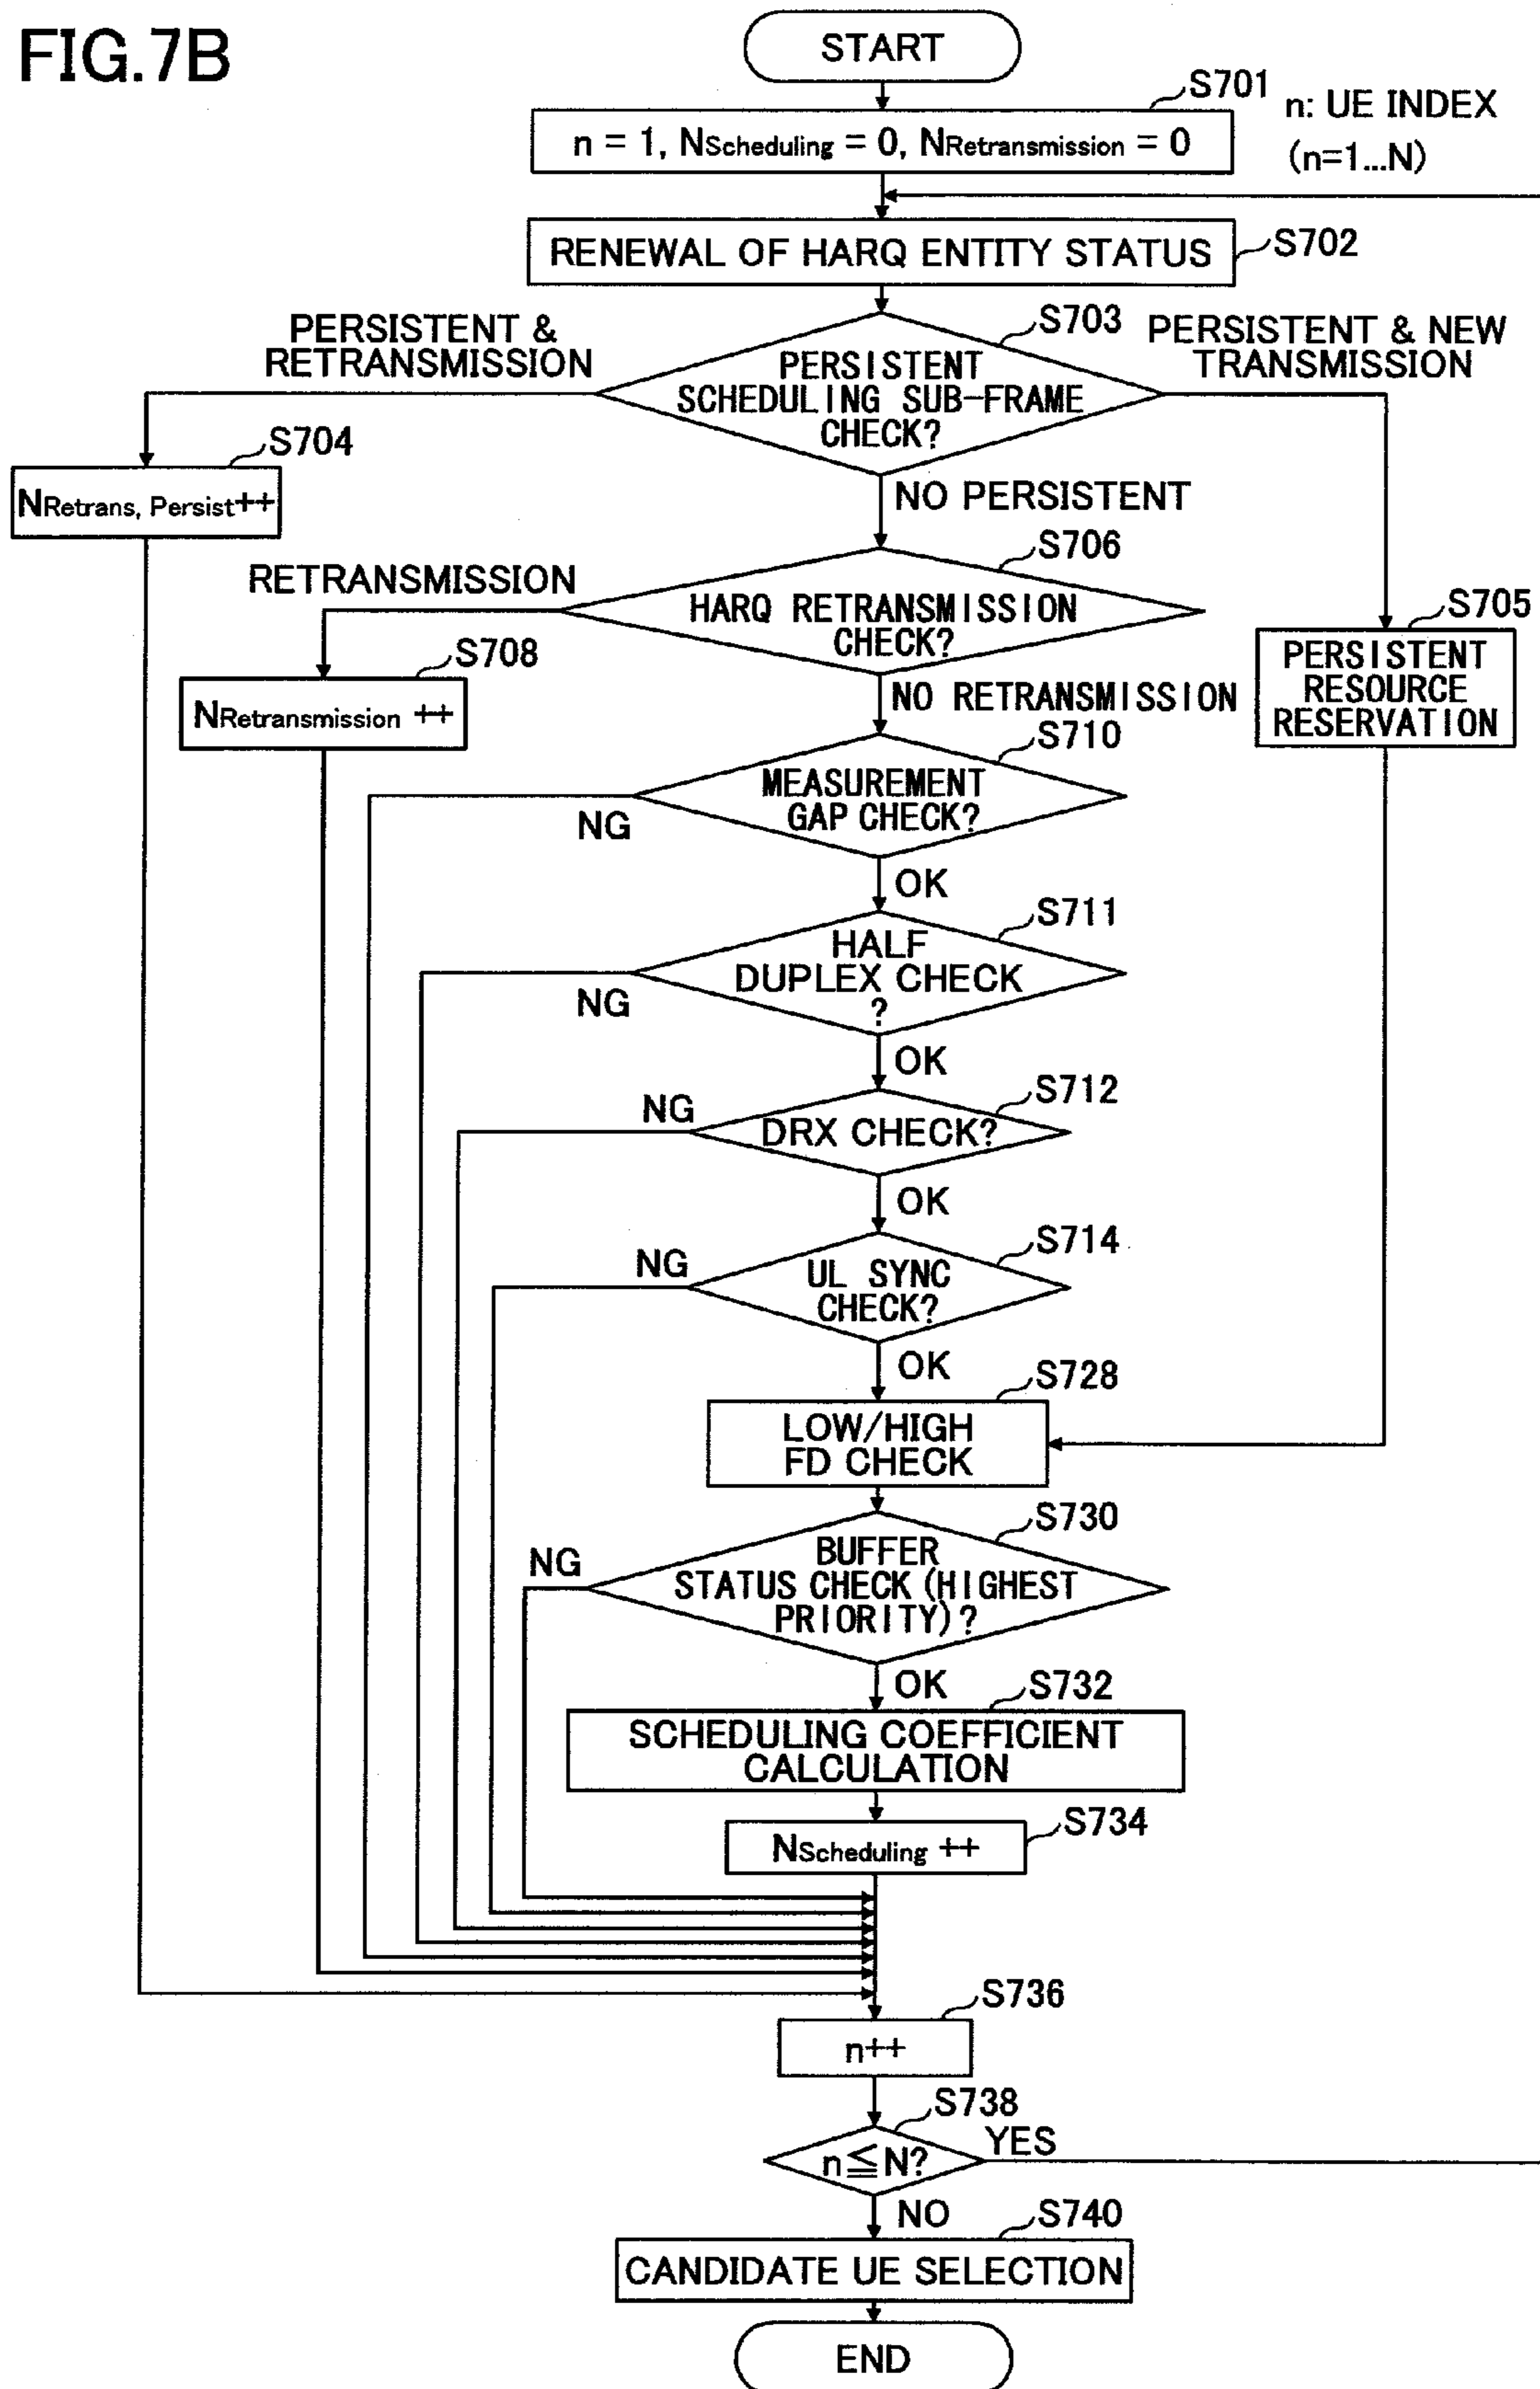 FIG.7B
START
S701
n: UE INDEX
(n=1...N)
n = 1, NScheduling = 0, NRetransmission = 0
RENEWAL OF HARQ ENTITY STATUS
S702
PERSISTENT &
RETRANSMISSION
S703
PERSISTENT & NEW
TRANSMISSION
PERSISTENT
SCHEDULING SUB-FRAME
CHECK?
S704
NRetrans, Persist++
NO PERSISTENT
S706
RETRANSMISSION
HARQ RETRANSMISSION
CHECK?
S705
PERSISTENT
RESOURCE
RESERVATION
S708
NRetransmission ++
NO RETRANSMISSION
S710
MEASUREMENT
GAP CHECK?
NG
OK
S711
HALF
DUPLEX CHECK
?
NG
OK
S712
NG
DRX CHECK?
OK
S714
NG
UL SYNC
CHECK?
OK
S728
LOW/HIGH
FD CHECK
S730
NG
BUFFER
STATUS CHECK (HIGHEST
PRIORITY)?
OK
S732
SCHEDULING COEFFICIENT
CALCULATION
S734
NScheduling ++
S736
n++
S738
n≦N?
YES
NO
S740
CANDIDATE UE SELECTION
END